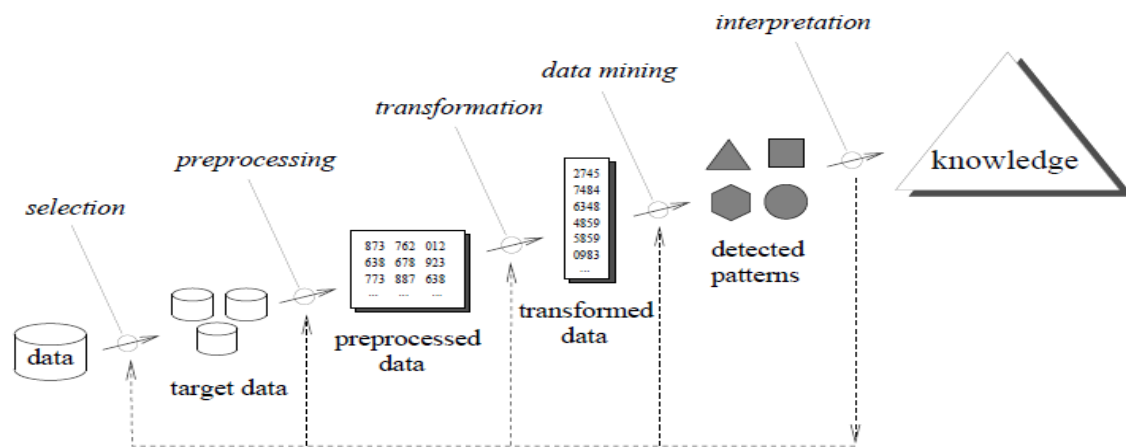 interpretation
data mining
transformation
preprocessing
selection
knowledge
2745
7484
6348
4859
5859
0983
...
detected
patterns
873 762 012
638 678 923
773 887 638
... ... ...
transformed
data
preprocessed
data
data
target data